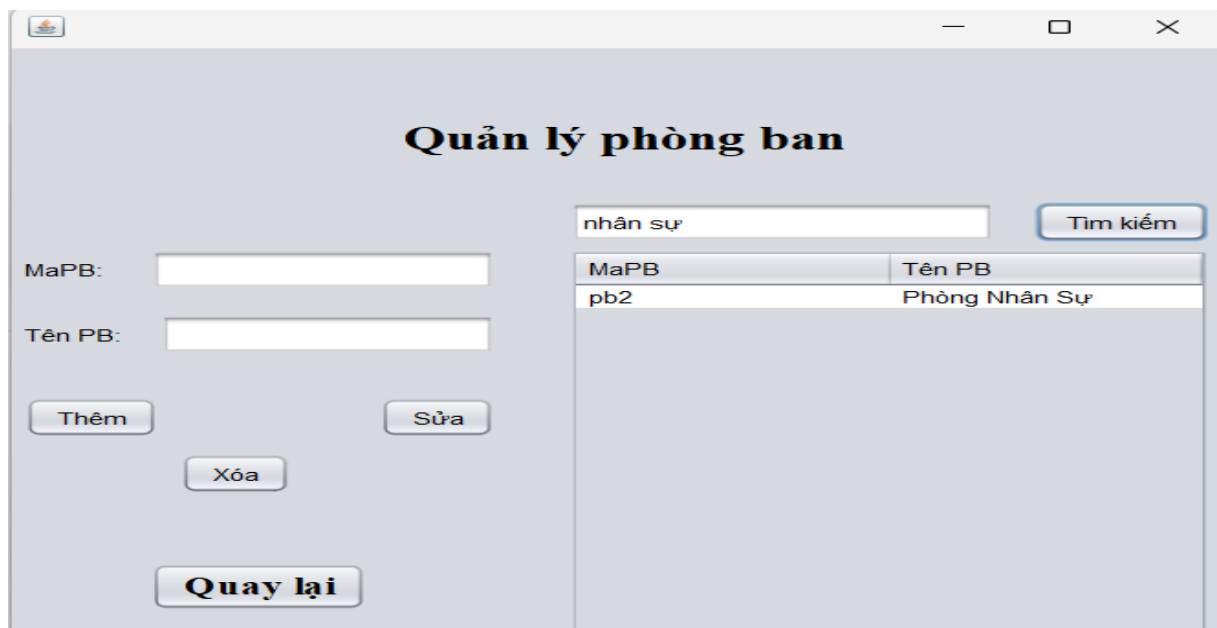 Quản lý phòng ban
nhân sự Tìm kiếm
MaPB:
Tên PB:
Thêm Sửa
Xóa
Quay lại
MaPB Tên PB
pb2 Phòng Nhân Sự